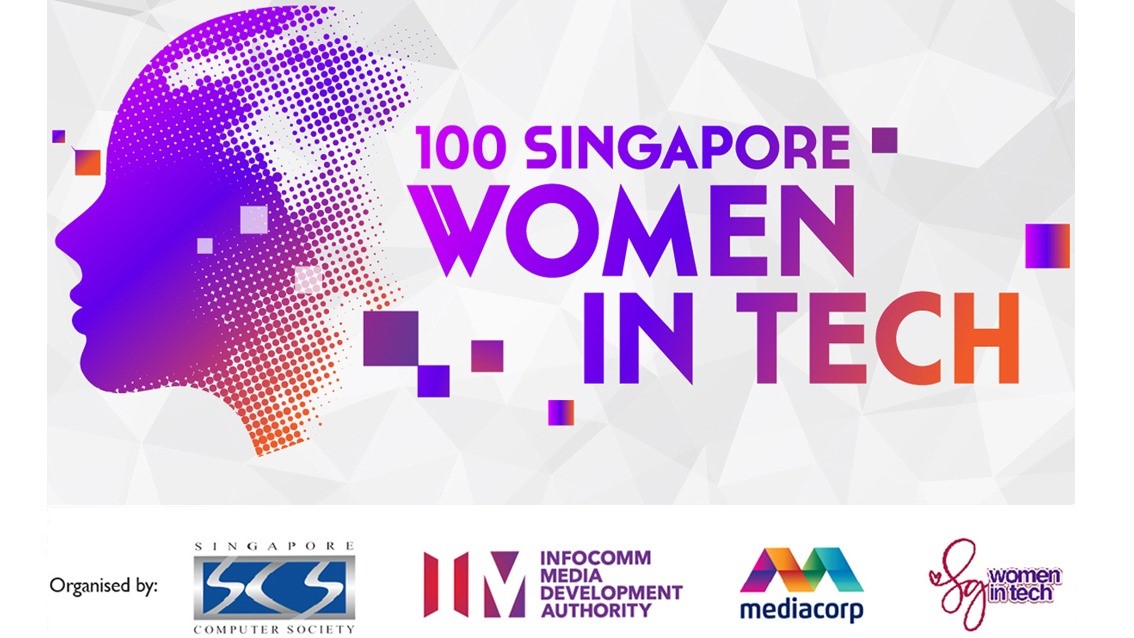 100 SINGAPORE
WOMEN
IN TECH
Organised by:
SINGAPORE
SCS
COMPUTER SOCIETY
IM
INFOCOMM
MEDIA
DEVELOPMENT
AUTHORITY
mediacorp
Sg women
in tech